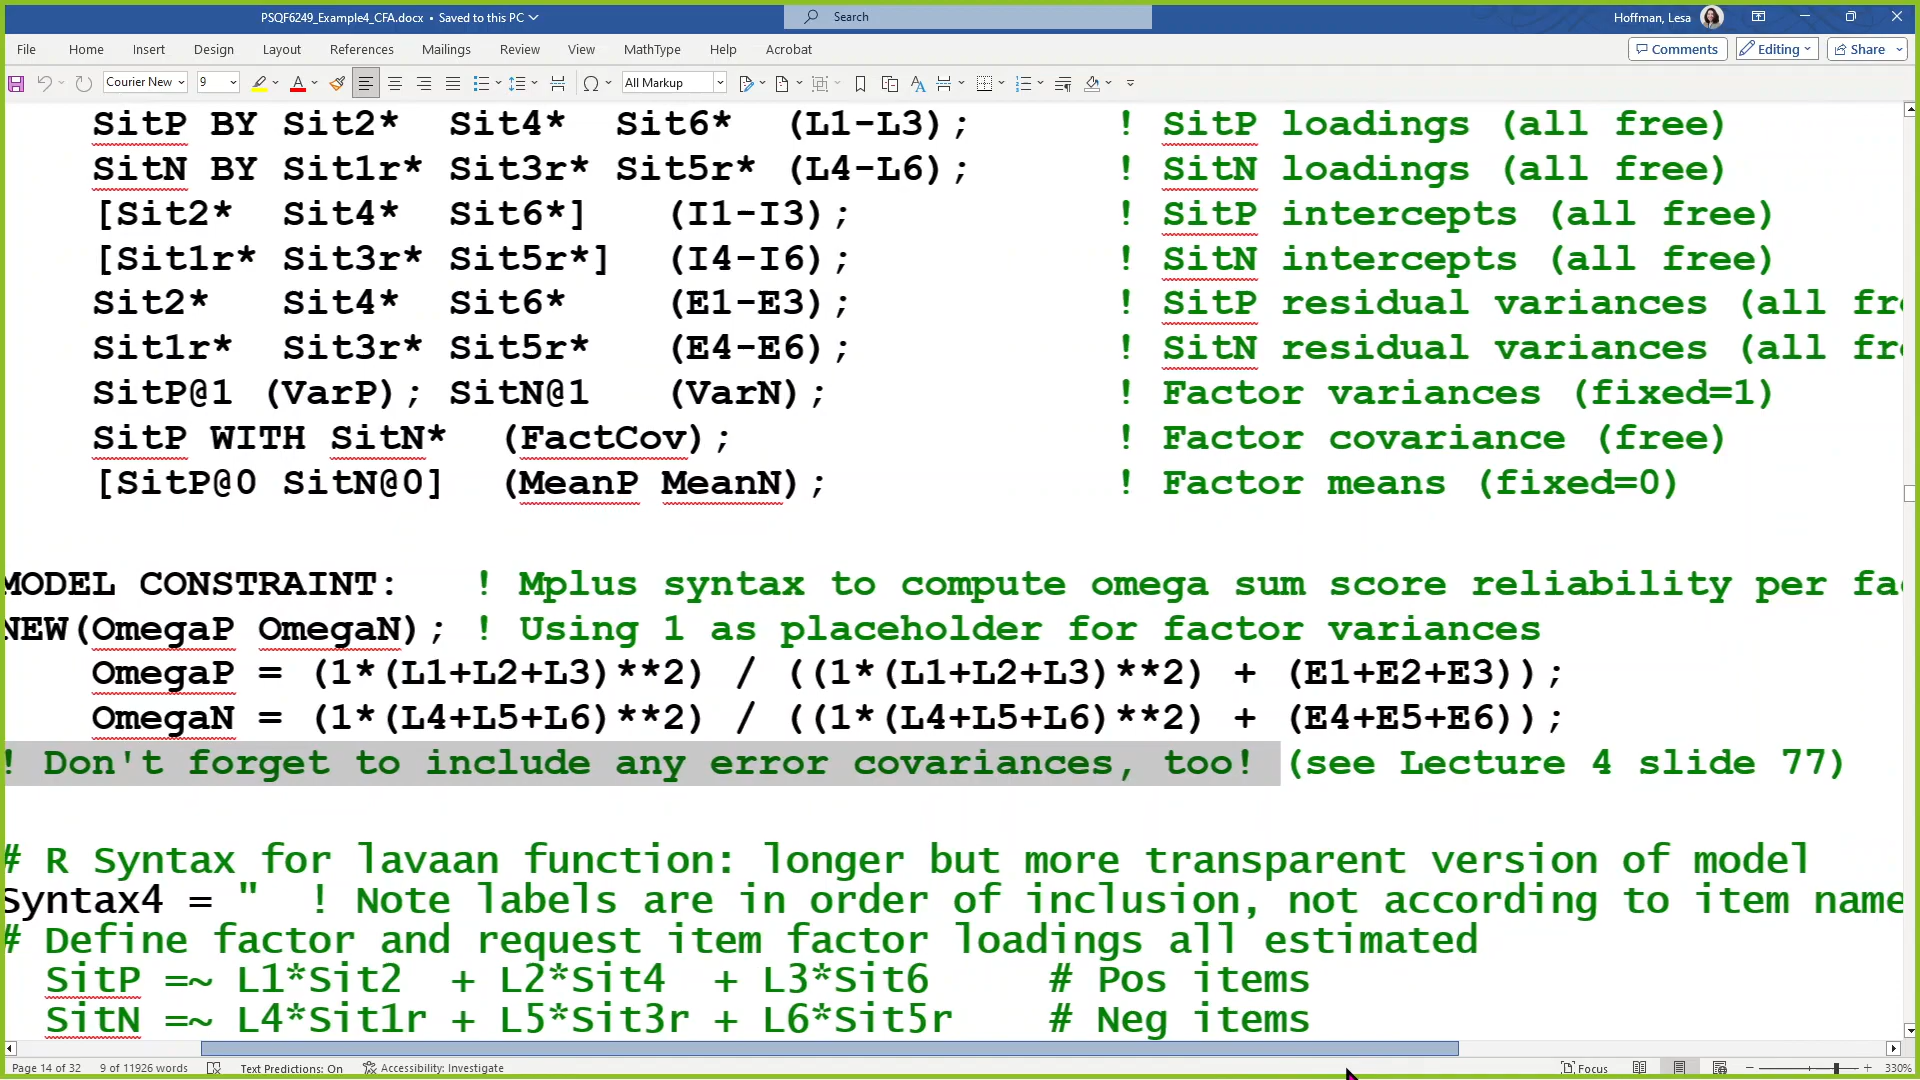 PSQF6249_Example4_CFA.docx • Saved to this PC
Search
Hoffman, Lesa
File Home Insert Design Layout References Mailings Review View MathType Help Acrobat
Comments Editing Share
Courier New 9 All Markup
SitP BY Sit2* Sit4* Sit6* (L1-L3); ! SitP loadings (all free)
SitN BY Sit1r* Sit3r* Sit5r* (L4-L6); ! SitN loadings (all free)
[Sit2* Sit4* Sit6*] (I1-I3); ! SitP intercepts (all free)
[Sit1r* Sit3r* Sit5r*] (I4-I6); ! SitN intercepts (all free)
Sit2* Sit4* Sit6* (E1-E3); ! SitP residual variances (all fr
Sit1r* Sit3r* Sit5r* (E4-E6); ! SitN residual variances (all fr
SitP@1 (VarP); SitN@1 (VarN); ! Factor variances (fixed=1)
SitP WITH SitN* (FactCov); ! Factor covariance (free)
[SitP@0 SitN@0] (MeanP MeanN); ! Factor means (fixed=0)
MODEL CONSTRAINT: ! Mplus syntax to compute omega sum score reliability per fa
NEW(OmegaP OmegaN); ! Using 1 as placeholder for factor variances
OmegaP = (1*(L1+L2+L3)**2) / ((1*(L1+L2+L3)**2) + (E1+E2+E3));
OmegaN = (1*(L4+L5+L6)**2) / ((1*(L4+L5+L6)**2) + (E4+E5+E6));
! Don't forget to include any error covariances, too! (see Lecture 4 slide 77)
# R Syntax for lavaan function: longer but more transparent version of model
Syntax4 = " ! Note labels are in order of inclusion, not according to item name
# Define factor and request item factor loadings all estimated
SitP =~ L1*Sit2 + L2*Sit4 + L3*Sit6 # Pos items
SitN =~ L4*Sit1r + L5*Sit3r + L6*Sit5r # Neg items
Page 14 of 32 9 of 11926 words Text Predictions: On Accessibility: Investigate Focus 330%